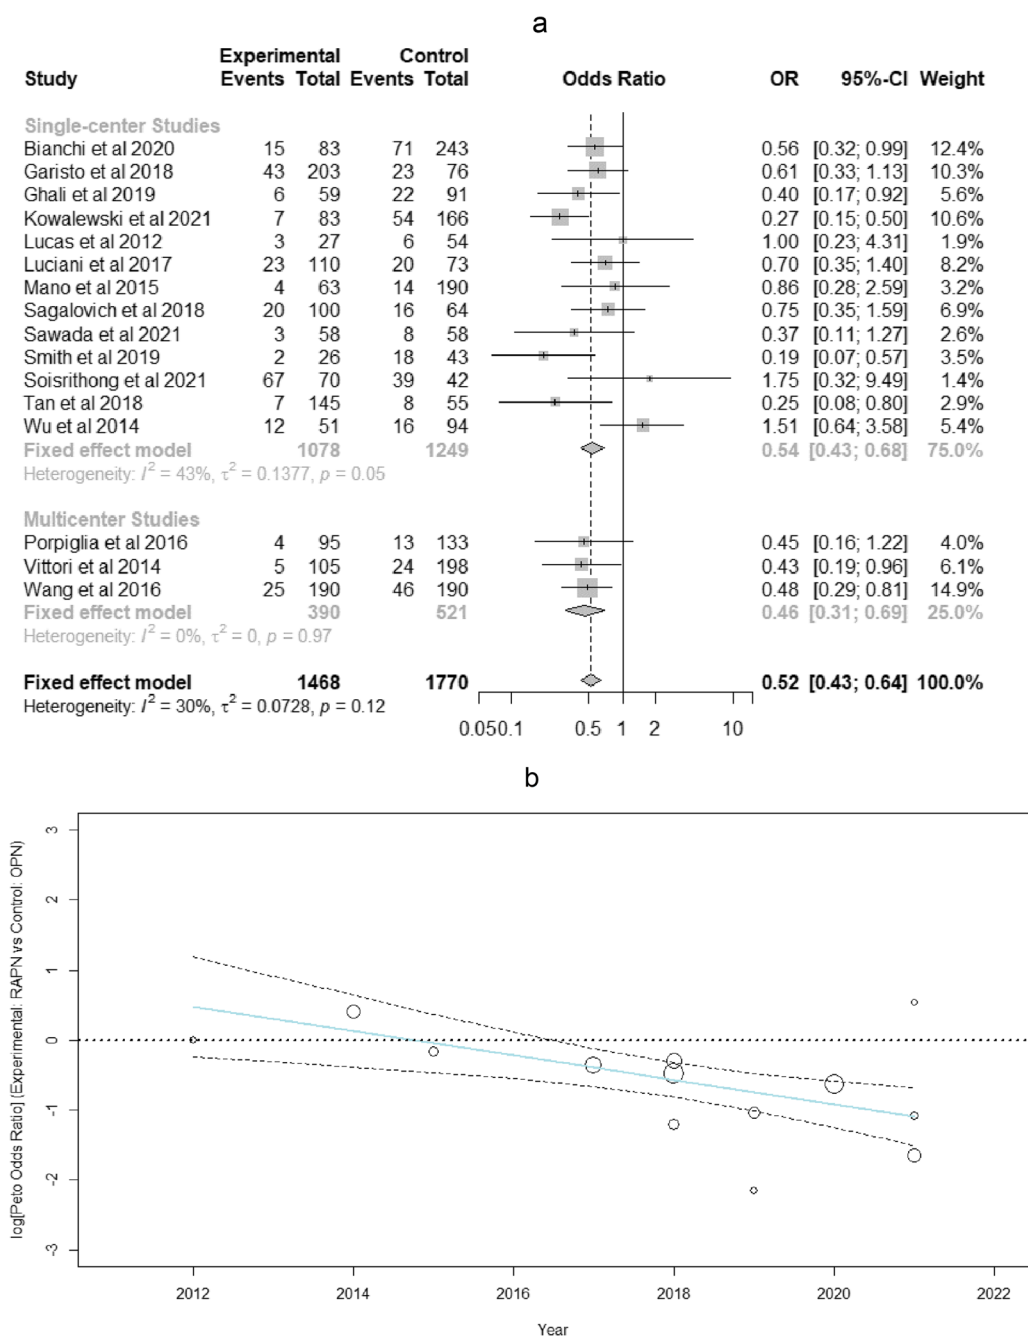 a
Experimental Control
Study Events Total Events Total Odds Ratio OR 95%-CI Weight
Single-center Studies
Bianchi et al 2020 15 83 71 243 0.56 [0.32; 0.99] 12.4%
Garisto et al 2018 43 203 23 76 0.61 [0.33; 1.13] 10.3%
Ghali et al 2019 6 59 22 91 0.40 [0.17; 0.92] 5.6%
Kowalewski et al 2021 7 83 54 166 0.27 [0.15; 0.50] 10.6%
Lucas et al 2012 3 27 6 54 1.00 [0.23; 4.31] 1.9%
Luciani et al 2017 23 110 20 73 0.70 [0.35; 1.40] 8.2%
Mano et al 2015 4 63 14 190 0.86 [0.28; 2.59] 3.2%
Sagalovich et al 2018 20 100 16 64 0.75 [0.35; 1.59] 6.9%
Sawada et al 2021 3 58 8 58 0.37 [0.11; 1.27] 2.6%
Smith et al 2019 2 26 18 43 0.19 [0.07; 0.57] 3.5%
Soisrithong et al 2021 67 70 39 42 1.75 [0.32; 9.49] 1.4%
Tan et al 2018 7 145 8 55 0.25 [0.08; 0.80] 2.9%
Wu et al 2014 12 51 16 94 1.51 [0.64; 3.58] 5.4%
Fixed effect model 1078 1249 0.54 [0.43; 0.68] 75.0%
Heterogeneity: I² = 43%, τ² = 0.1377, p = 0.05
Multicenter Studies
Porpiglia et al 2016 4 95 13 133 0.45 [0.16; 1.22] 4.0%
Vittori et al 2014 5 105 24 198 0.43 [0.19; 0.96] 6.1%
Wang et al 2016 25 190 46 190 0.48 [0.29; 0.81] 14.9%
Fixed effect model 390 521 0.46 [0.31; 0.69] 25.0%
Heterogeneity: I² = 0%, τ² = 0, p = 0.97
Fixed effect model 1468 1770 0.52 [0.43; 0.64] 100.0%
Heterogeneity: I² = 30%, τ² = 0.0728, p = 0.12
0.05 0.1 0.5 1 2 10
b
log[Peto Odds Ratio] (Experimental: RAPN vs Control: OPN)
3
2
1
0
-1
-2
-3
2012 2014 2016 2018 2020 2022
Year